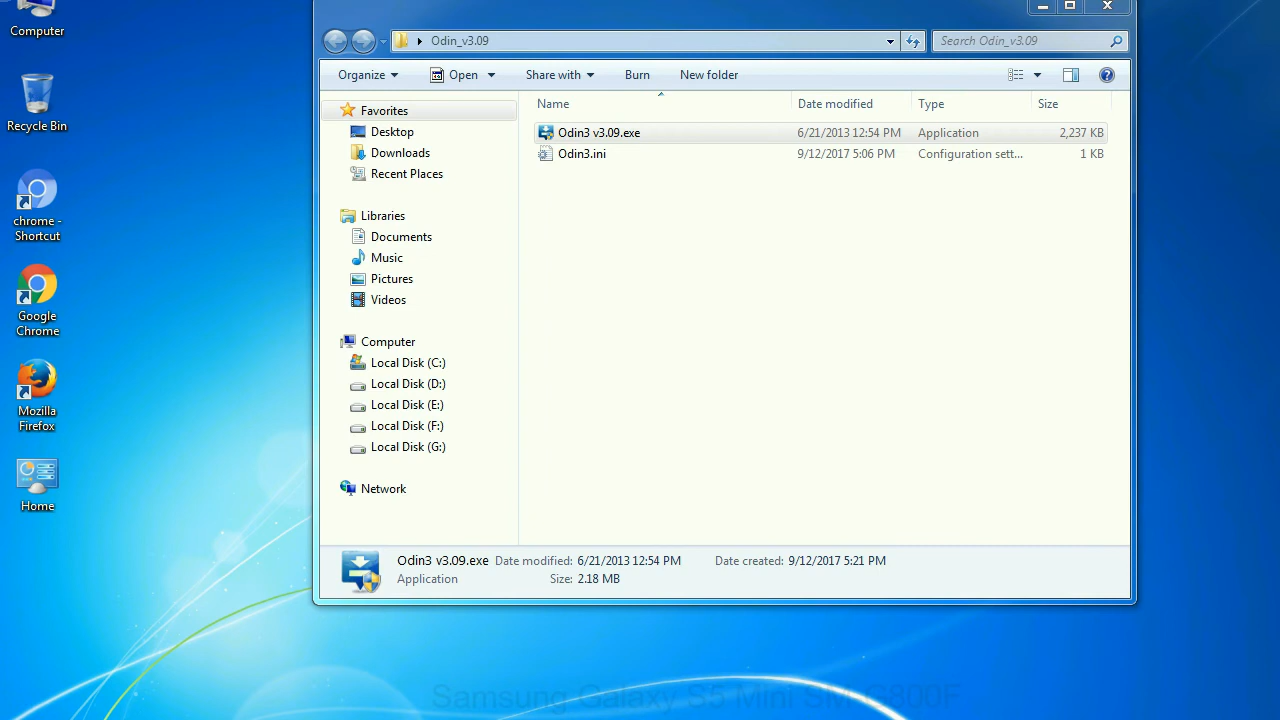 Computer
Recycle Bin
chrome -
Shortcut
Google
Chrome
Mozilla
Firefox
Home
Odin_v3.09
Search Odin_v3.09
Organize
Open
Share with
Burn
New folder
Favorites
Desktop
Downloads
Recent Places
Libraries
Documents
Music
Pictures
Videos
Computer
Local Disk (C:)
Local Disk (D:)
Local Disk (E:)
Local Disk (F:)
Local Disk (G:)
Network
Name Date modified Type Size
Odin3 v3.09.exe 6/21/2013 12:54 PM Application 2,237 KB
Odin3.ini 9/12/2017 5:06 PM Configuration sett... 1 KB
Odin3 v3.09.exe Date modified: 6/21/2013 12:54 PM Date created: 9/12/2017 5:21 PM
Application Size: 2.18 MB
Samsung Galaxy S5 Mini SM-G800F